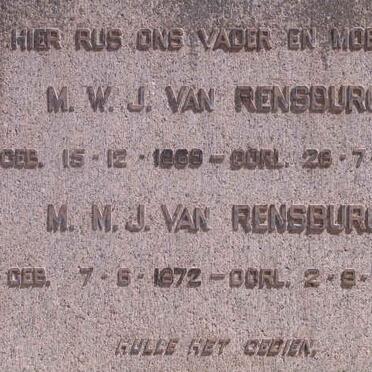 HIER RUS ONS VADER EN MOE
M. W. J. VAN RENSBURG
GEB. 15·12·1868–OORL. 26·7·
M. M. J. VAN RENSBURG
GEB. 7·6·1872–OORL. 2·8·
HULLE HET GEDIEN.